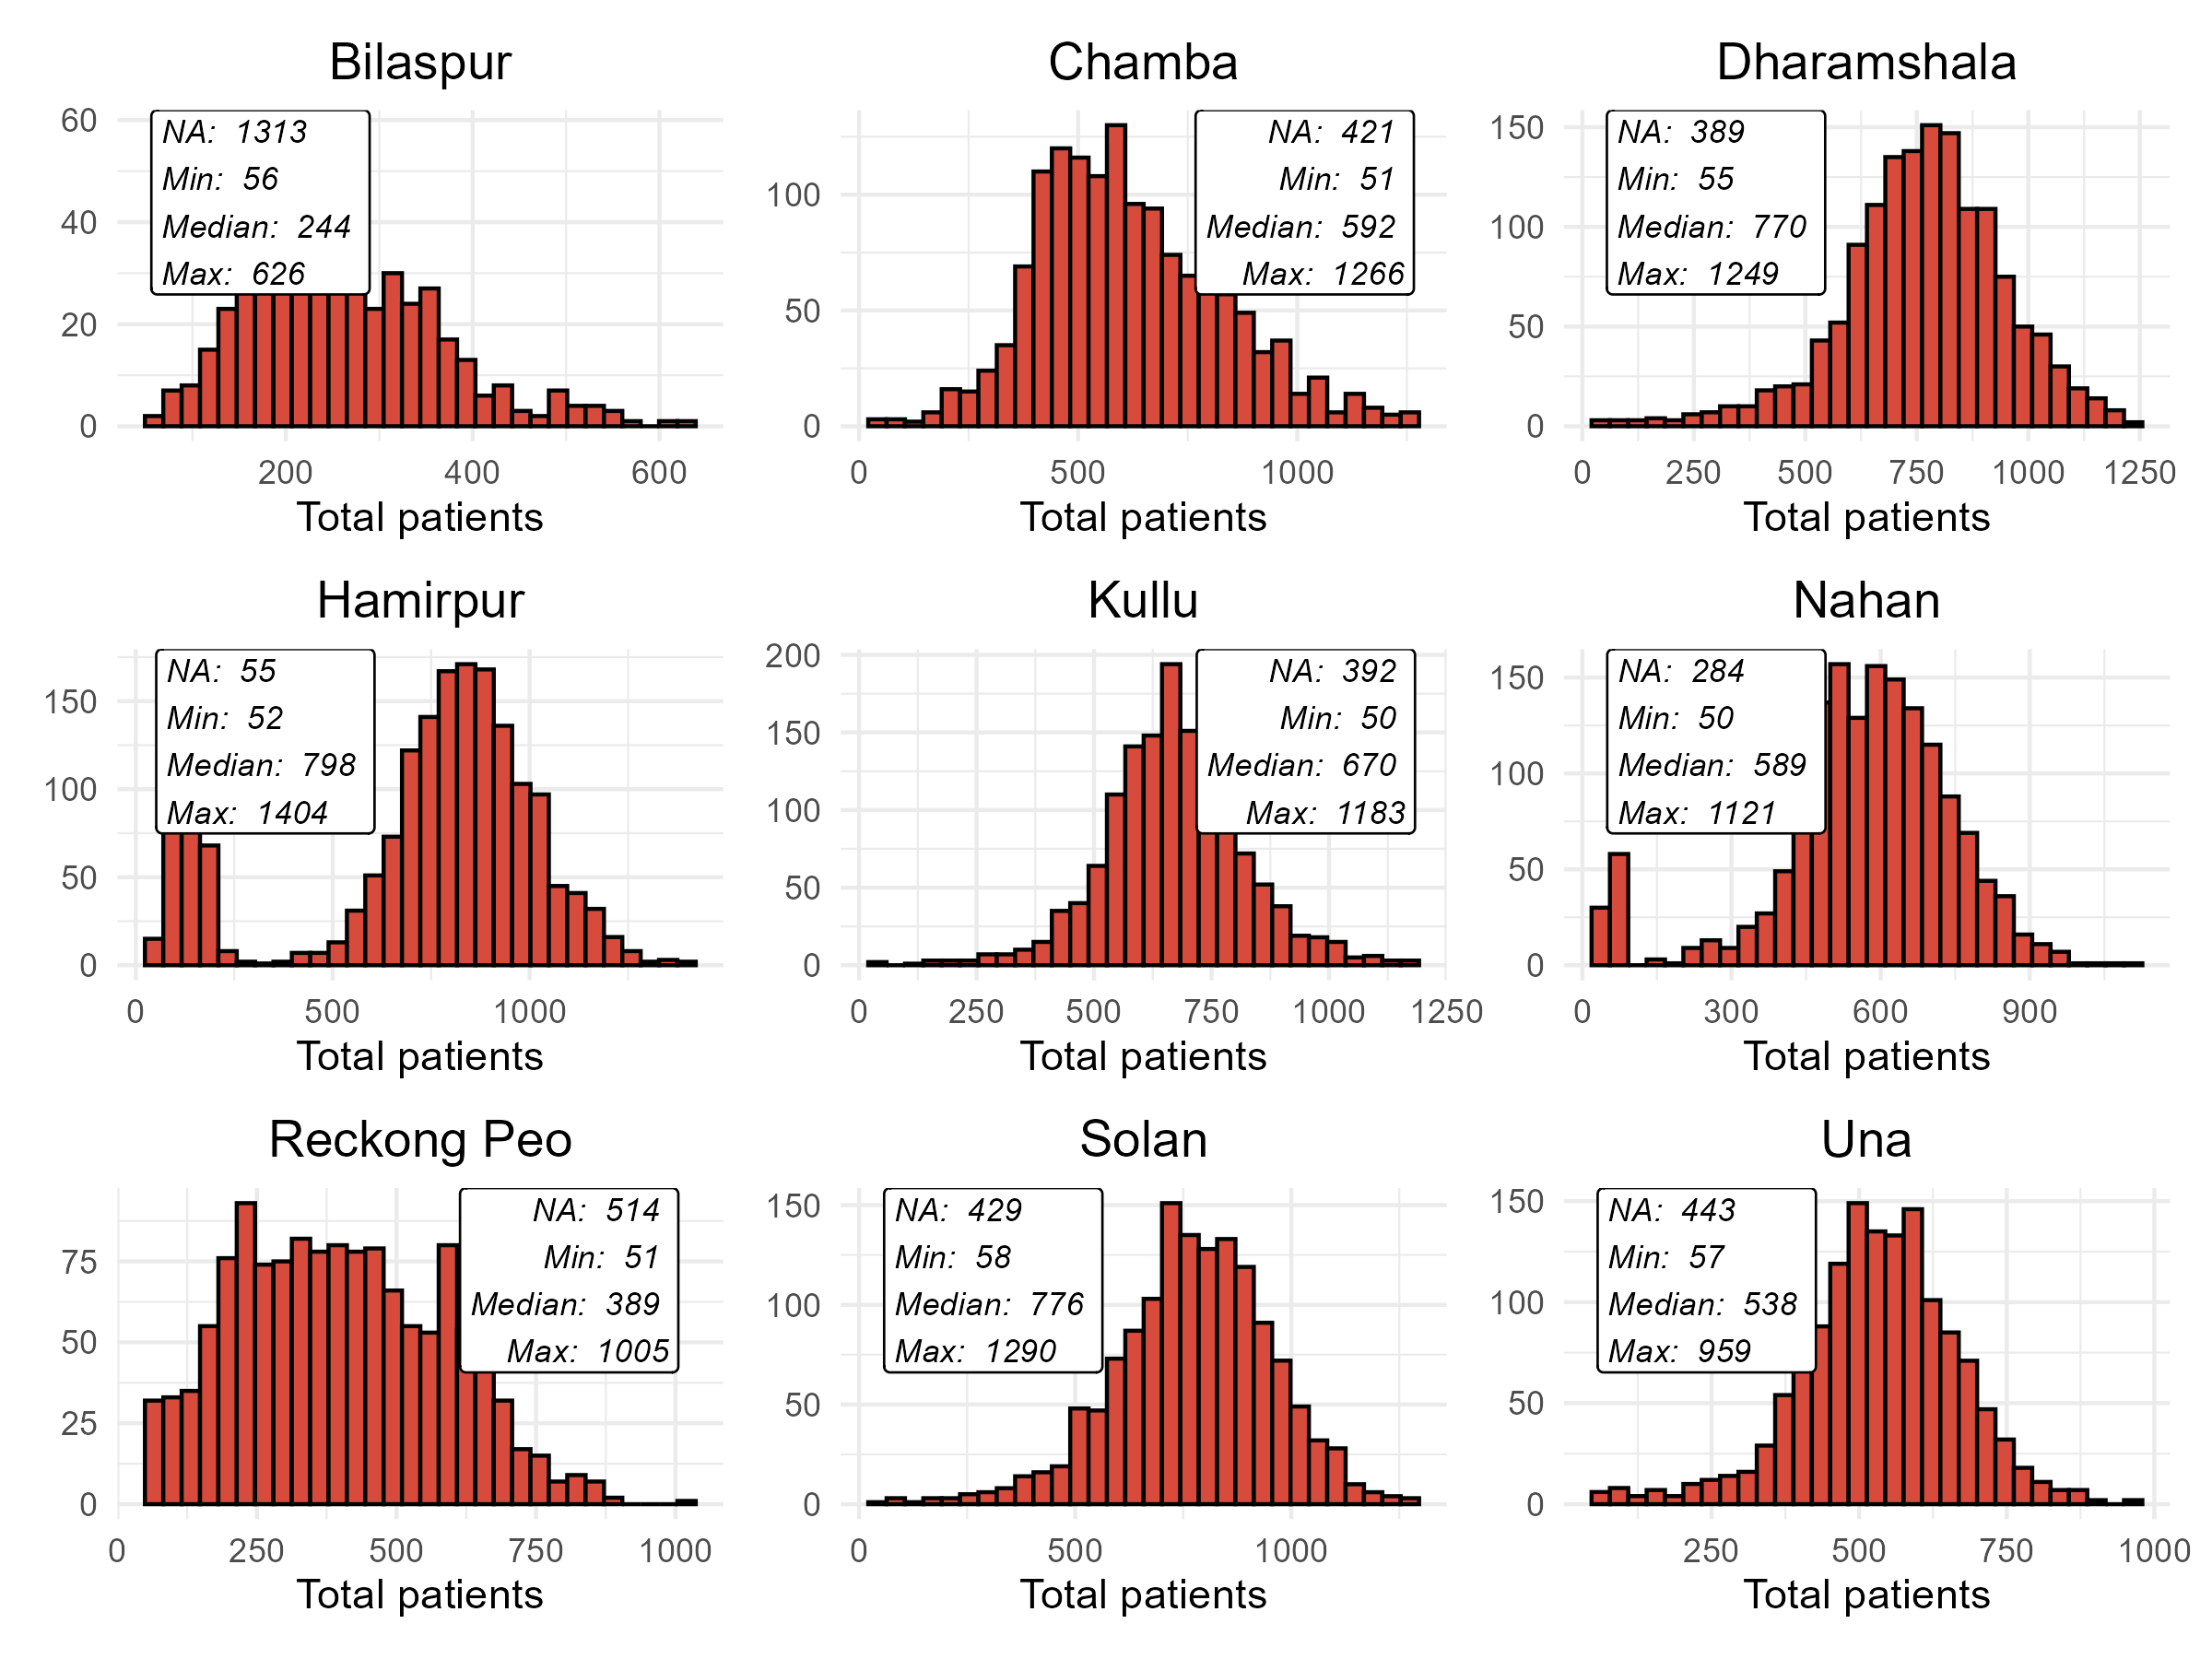 Bilaspur
60
40
20
0
NA: 1313
Min: 56
Median: 244
Max: 626
200 400 600
Total patients
Chamba
100
50
0
NA: 421
Min: 51
Median: 592
Max: 1266
0 500 1000
Total patients
Dharamshala
150
100
50
0
NA: 389
Min: 55
Median: 770
Max: 1249
0 250 500 750 1000 1250
Total patients
Hamirpur
150
100
50
0
NA: 55
Min: 52
Median: 798
Max: 1404
0 500 1000
Total patients
Kullu
200
150
100
50
0
NA: 392
Min: 50
Median: 670
Max: 1183
0 250 500 750 1000 1250
Total patients
Nahan
150
100
50
0
NA: 284
Min: 50
Median: 589
Max: 1121
0 300 600 900
Total patients
Reckong Peo
75
50
25
0
NA: 514
Min: 51
Median: 389
Max: 1005
0 250 500 750 1000
Total patients
Solan
150
100
50
0
NA: 429
Min: 58
Median: 776
Max: 1290
0 500 1000
Total patients
Una
150
100
50
0
NA: 443
Min: 57
Median: 538
Max: 959
250 500 750 1000
Total patients